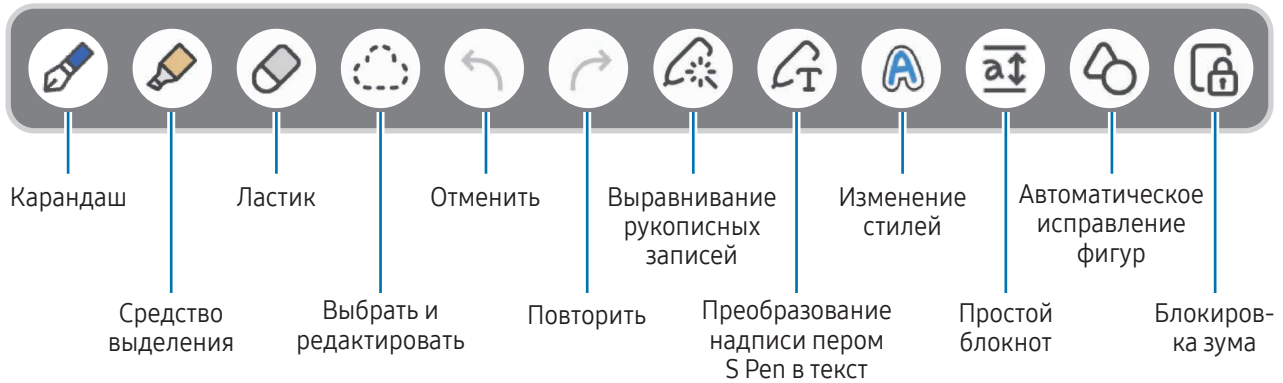 Карандаш
Ластик
Отменить
Выравнивание
рукописных
записей
Изменение
стилей
Автоматическое
исправление
фигур
Средство
выделения
Выбрать и
редактировать
Повторить
Преобразование
надписи пером
S Pen в текст
Простой
блокнот
Блокиров-
ка зума